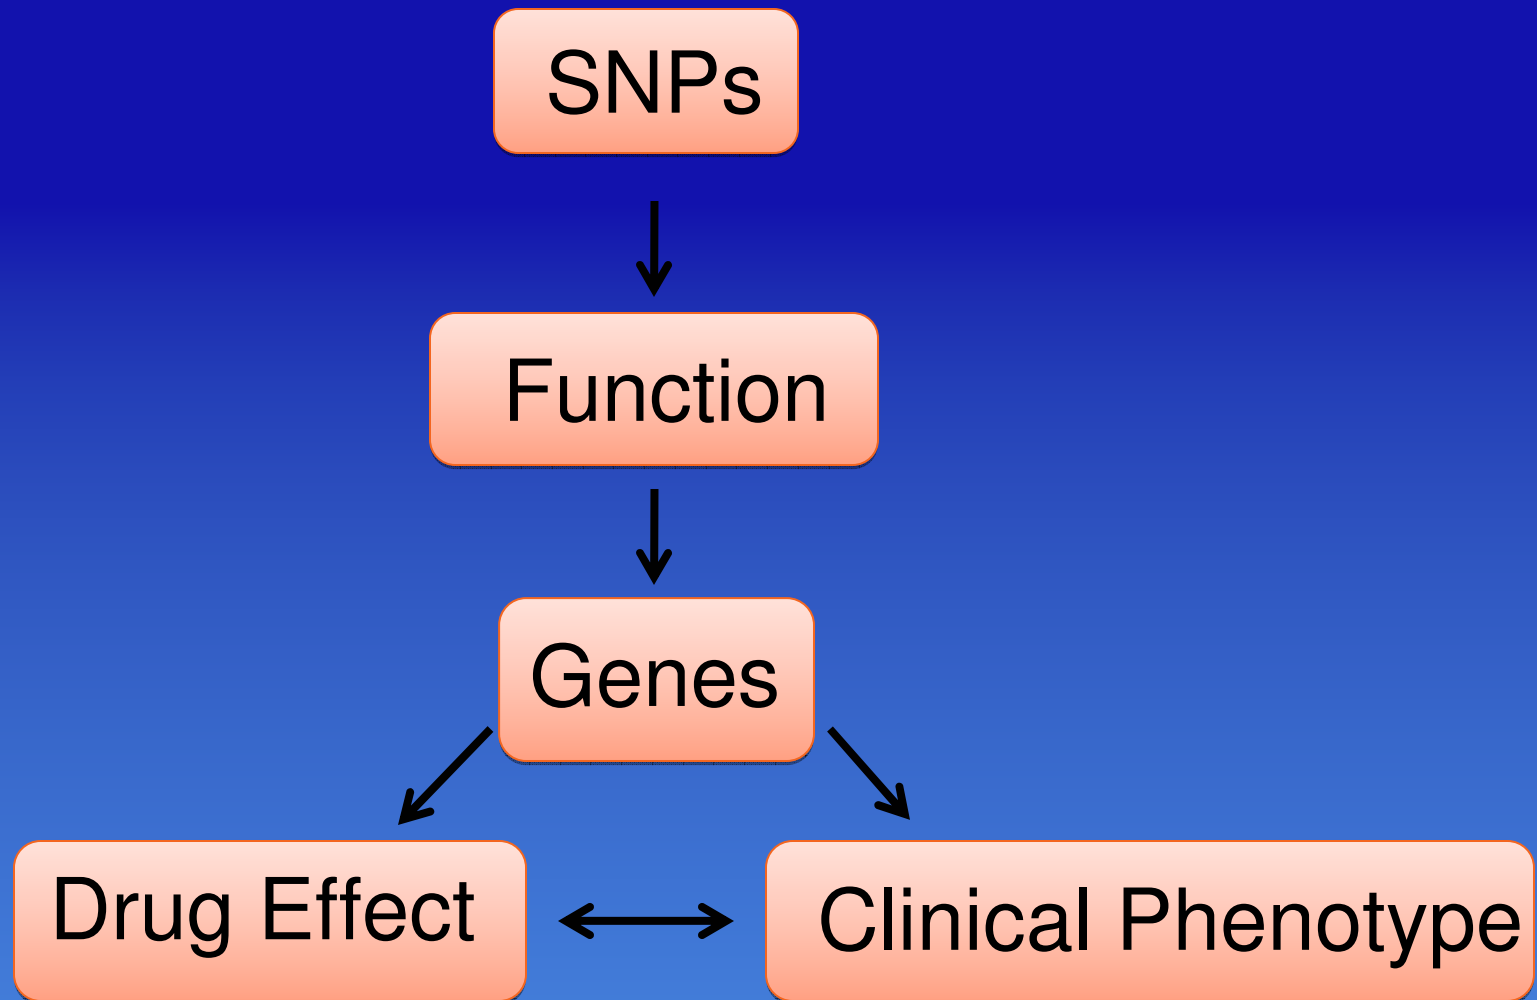 SNPs
Function
Genes
Drug Effect
Clinical Phenotype